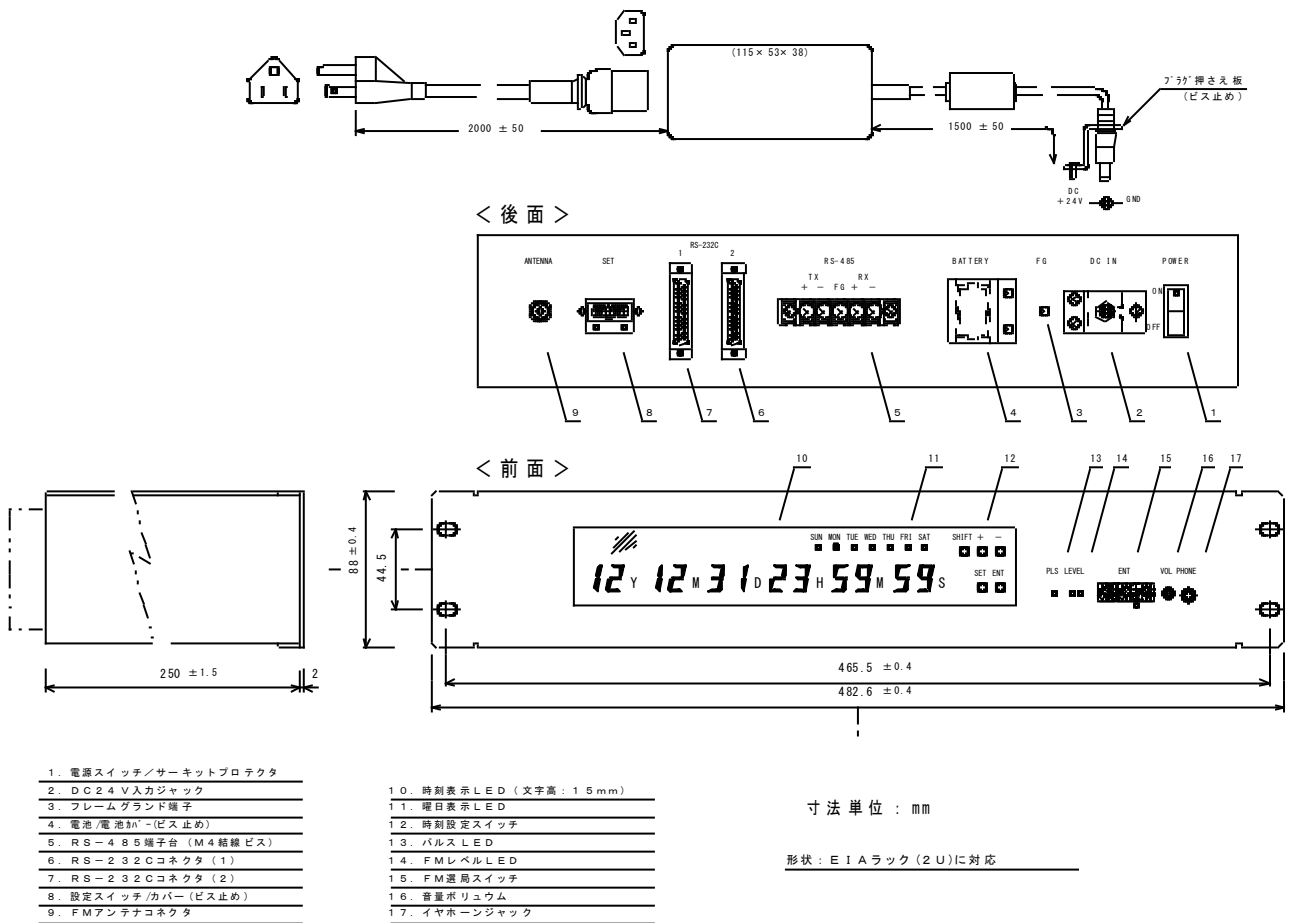 (115× 53× 38)
プラグ押さえ板
(ビス止め)
2000 ±50
1500 ±50
DC
+24V
GND
＜後面＞
RS-232C
1 2
ANTENNA SET RS-485 BATTERY FG DC IN POWER
TX RX
+ − FG + −
ON
OFF
9 8 7 6 5 4 3 2 1
＜前面＞
10 11 12 13 14 15 16 17
SUN MON TUE WED THU FRI SAT SHIFT + −
SET ENT
12Y 12M 31D 23H 59M 59S
PLS LEVEL ENT VOL PHONE
88±0.4
44.5
250 ±1.5 2
465.5 ±0.4
482.6 ±0.4
1. 電源スイッチ／サーキットプロテクタ
2. DC24V入力ジャック
3. フレームグランド端子
4. 電池/電池ｶﾊﾞｰ(ビス止め)
5. RS−485端子台 (M4結線ビス)
6. RS−232Cコネクタ (1)
7. RS−232Cコネクタ (2)
8. 設定スイッチ/カバー(ビス止め)
9. FMアンテナコネクタ
10. 時刻表示LED (文字高：15mm)
11. 曜日表示LED
12. 時刻設定スイッチ
13. パルスLED
14. FMレベルLED
15. FM選局スイッチ
16. 音量ボリュウム
17. イヤホーンジャック
寸法単位：mm
形状：EIAラック(2U)に対応